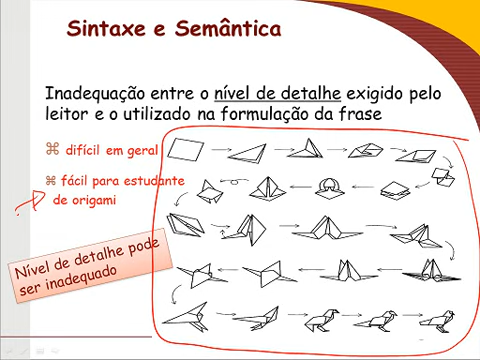 Sintaxe e Semântica
Inadequação entre o nível de detalhe exigido pelo
leitor e o utilizado na formulação da frase
difícil em geral
fácil para estudante
de origami
Nível de detalhe pode
ser inadequado